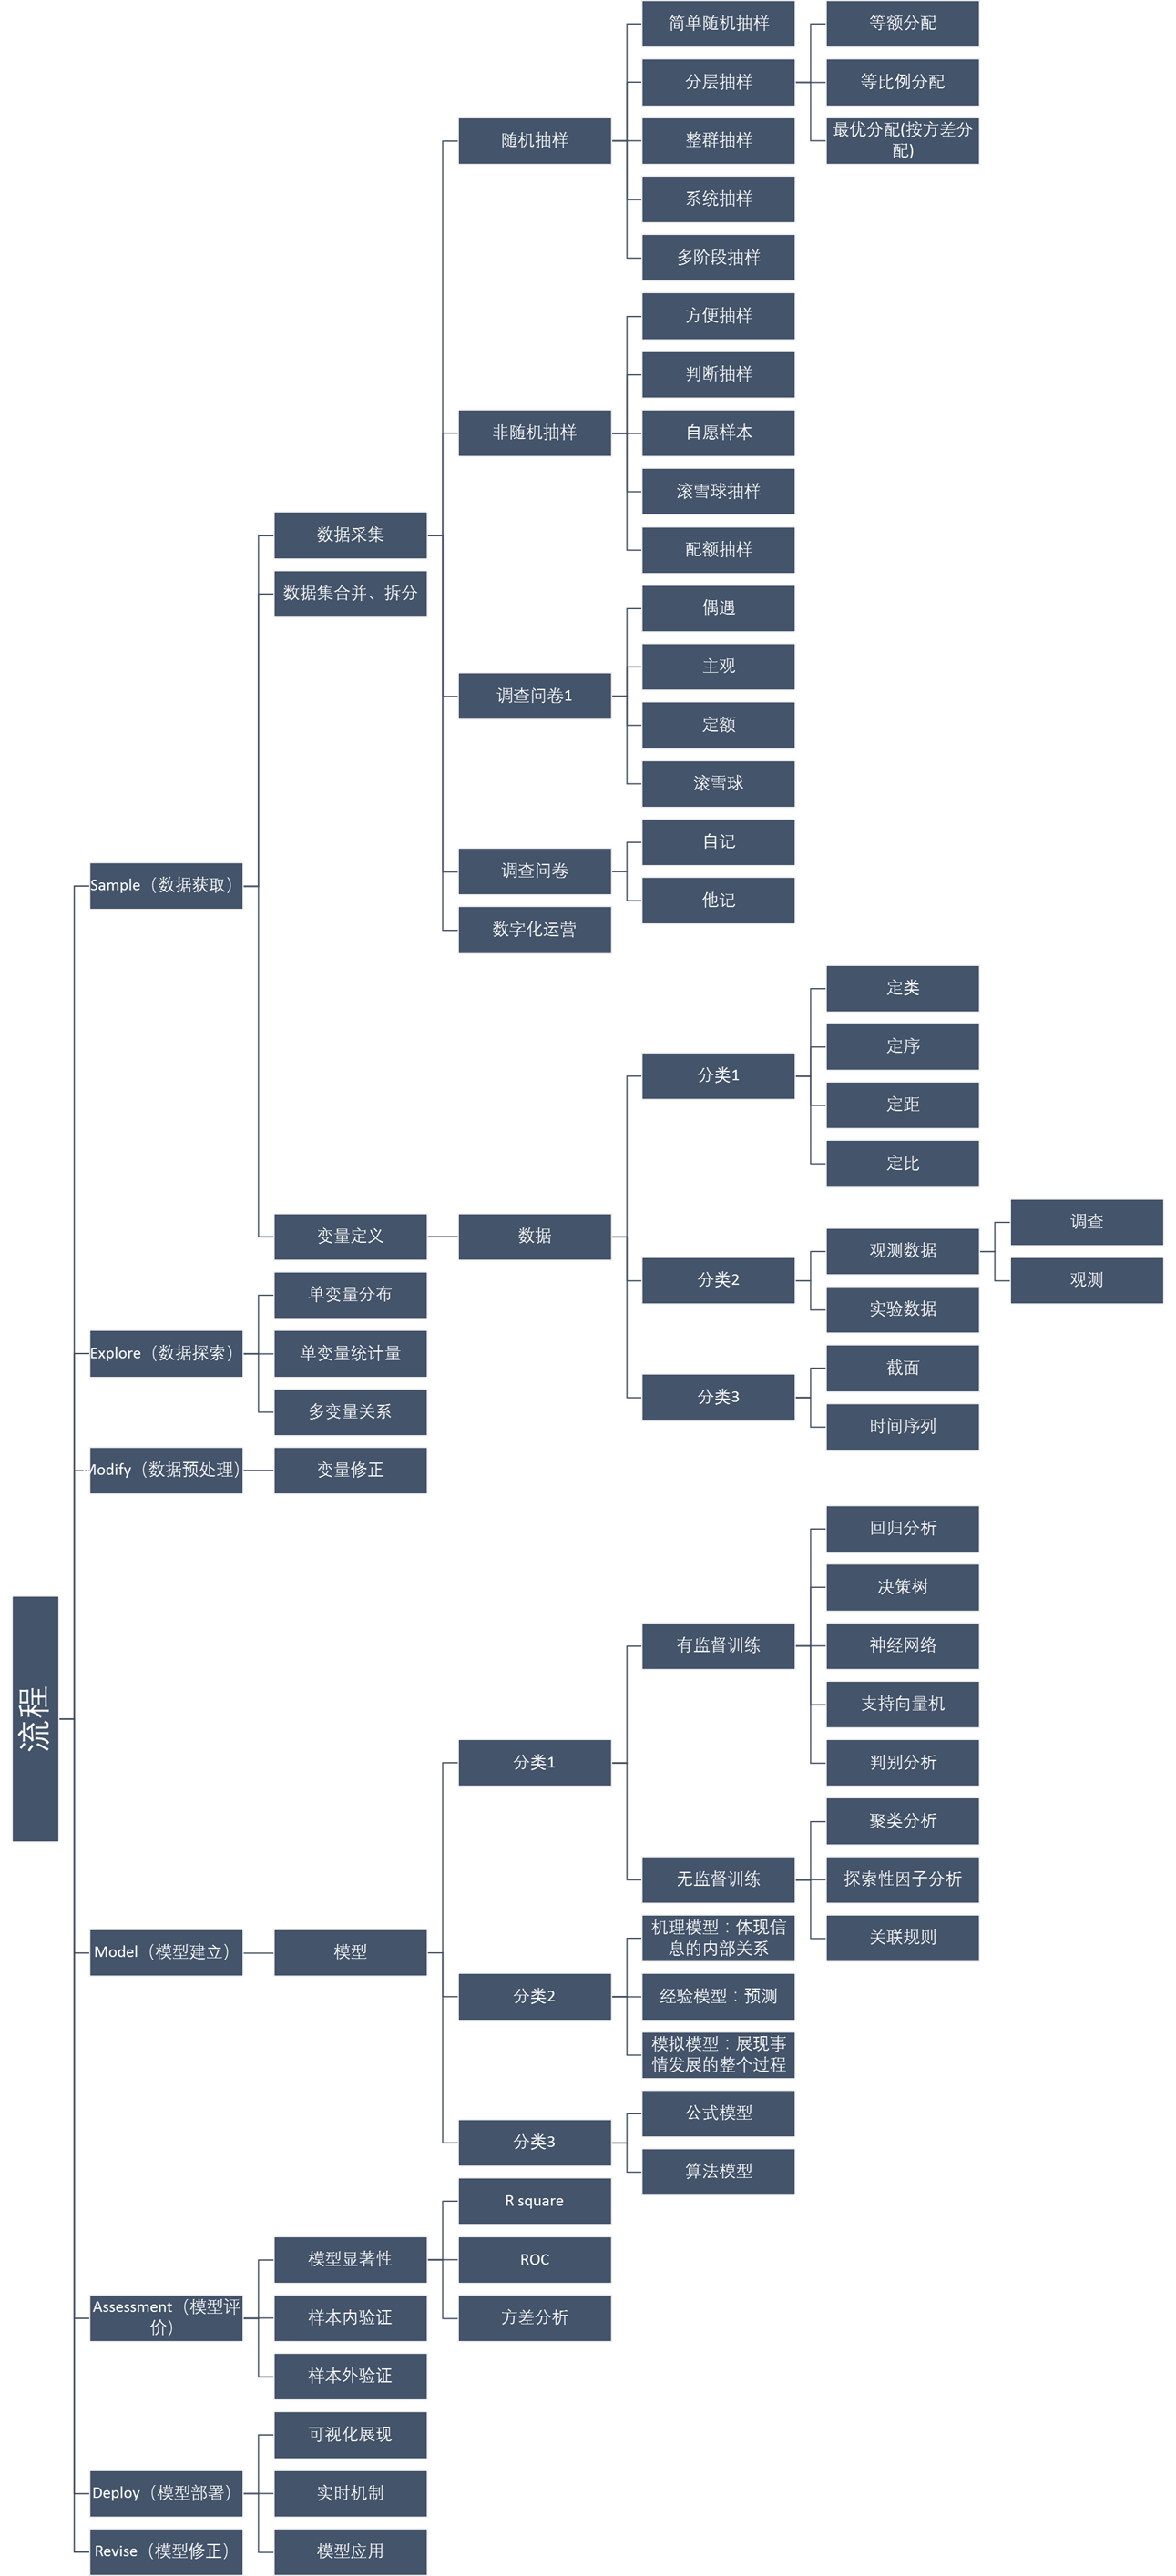 流程
Sample（数据获取）
数据采集
随机抽样
简单随机抽样
分层抽样
等额分配
等比例分配
最优分配(按方差分
配)
整群抽样
系统抽样
多阶段抽样
非随机抽样
方便抽样
判断抽样
自愿样本
滚雪球抽样
配额抽样
调查问卷1
偶遇
主观
定额
滚雪球
调查问卷
自记
他记
数字化运营
数据集合并、拆分
变量定义
数据
分类1
定类
定序
定距
定比
分类2
观测数据
调查
观测
实验数据
分类3
截面
时间序列
Explore（数据探索）
单变量分布
单变量统计量
多变量关系
Modify（数据预处理）
变量修正
Model（模型建立）
模型
分类1
有监督训练
回归分析
决策树
神经网络
支持向量机
判别分析
无监督训练
聚类分析
探索性因子分析
关联规则
分类2
机理模型：体现信
息的内部关系
经验模型：预测
模拟模型：展现事
情发展的整个过程
分类3
公式模型
算法模型
Assessment（模型评
价）
模型显著性
R square
ROC
方差分析
样本内验证
样本外验证
Deploy（模型部署）
可视化展现
实时机制
模型应用
Revise（模型修正）